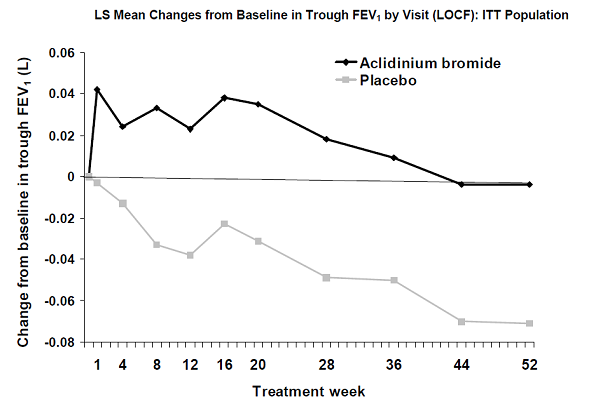 LS Mean Changes from Baseline in Trough FEV₁ by Visit (LOCF): ITT Population
Aclidinium bromide
Placebo
Change from baseline in trough FEV₁ (L)
0.06
0.04
0.02
0
-0.02
-0.04
-0.06
-0.08
1 4 8 12 16 20 28 36 44 52
Treatment week